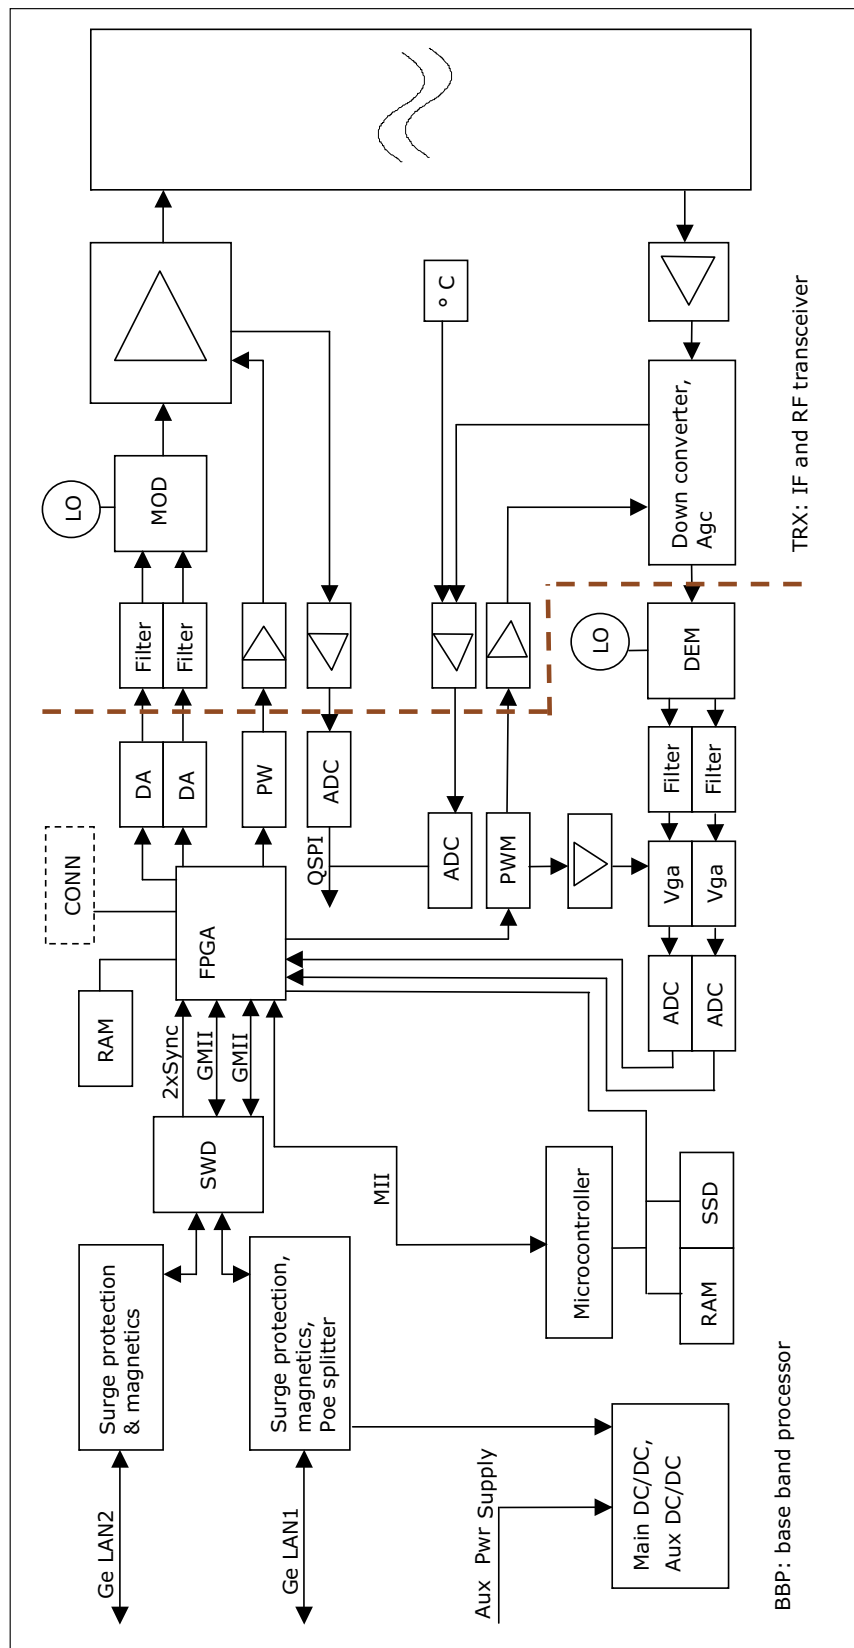 Ge LAN2
Ge LAN1
Surge protection
& magnetics
Surge protection,
magnetics,
Poe splitter
Aux Pwr Supply
Main DC/DC,
Aux DC/DC
SWD
2xSync
GMII
GMII
MII
RAM
CONN
FPGA
Microcontroller
RAM
SSD
DA
DA
PW
ADC
QSPI
ADC
PWM
ADC
ADC
Vga
Vga
Filter
Filter
DEM
LO
Filter
Filter
MOD
LO
° C
Down converter,
Agc
BBP: base band processor
TRX: IF and RF transceiver